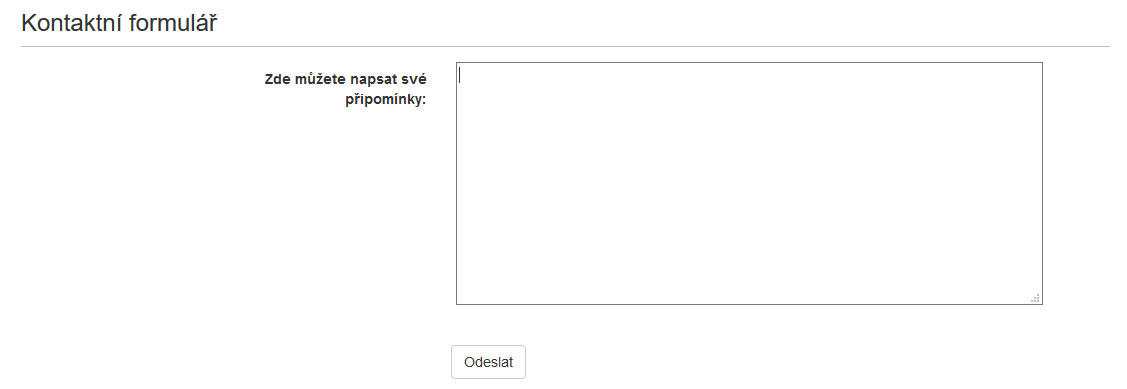 Kontaktní formulář
Zde můžete napsat své
připomínky:
Odeslat